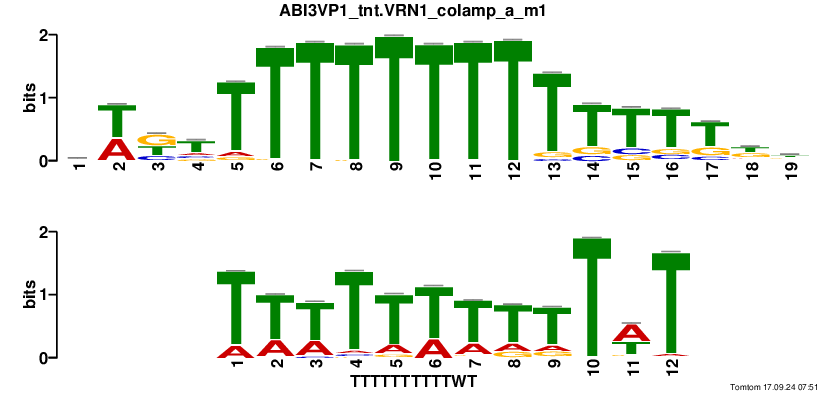 ABI3VP1_tnt.VRN1_colamp_a_m1
bits
2
1
0
1 2 3 4 5 6 7 8 9 10 11 12 13 14 15 16 17 18 19
bits
2
1
0
1 2 3 4 5 6 7 8 9 10 11 12
TTTTTTTTTTWT
Tomtom 17.09.24 07:51